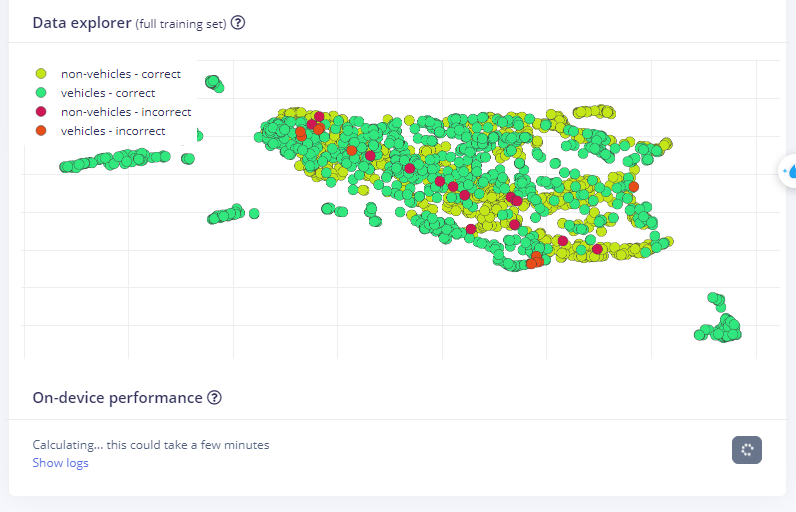 Data explorer (full training set) ?
non-vehicles - correct
vehicles - correct
non-vehicles - incorrect
vehicles - incorrect
On-device performance ?
Calculating... this could take a few minutes
Show logs